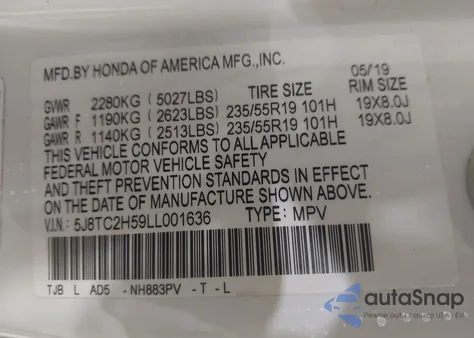 MFD.BY HONDA OF AMERICA MFG.,INC.
05/19
TIRE SIZE RIM SIZE
GVWR 2280KG (5027LBS)
GAWR F 1190KG (2623LBS) 235/55R19 101H 19X8.0J
GAWR R 1140KG (2513LBS) 235/55R19 101H 19X8.0J
THIS VEHICLE CONFORMS TO ALL APPLICABLE
FEDERAL MOTOR VEHICLE SAFETY
AND THEFT PREVENTION STANDARDS IN EFFECT
ON THE DATE OF MANUFACTURE SHOWN ABOVE.
V.I.N.: 5J8TC2H59LL001636 TYPE: MPV
TJB L AD5 -NH883PV -T-L
autoSnap